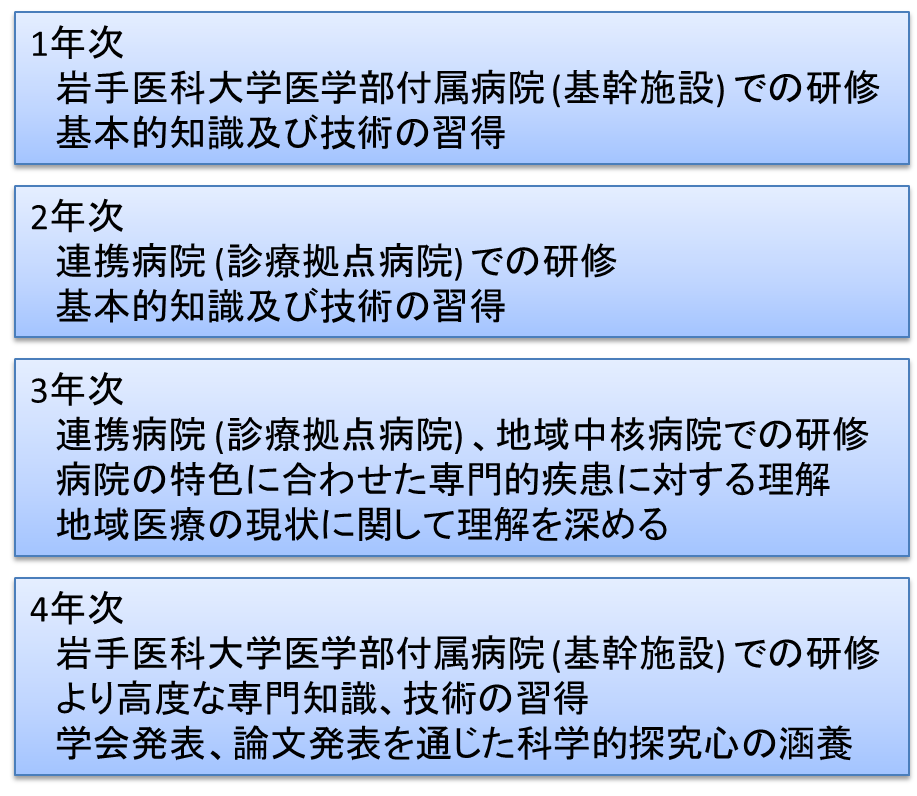 1年次
岩手医科大学医学部付属病院 (基幹施設) での研修
基本的知識及び技術の習得
2年次
連携病院 (診療拠点病院) での研修
基本的知識及び技術の習得
3年次
連携病院 (診療拠点病院) 、地域中核病院での研修
病院の特色に合わせた専門的疾患に対する理解
地域医療の現状に関して理解を深める
4年次
岩手医科大学医学部付属病院 (基幹施設) での研修
より高度な専門知識、技術の習得
学会発表、論文発表を通じた科学的探究心の涵養